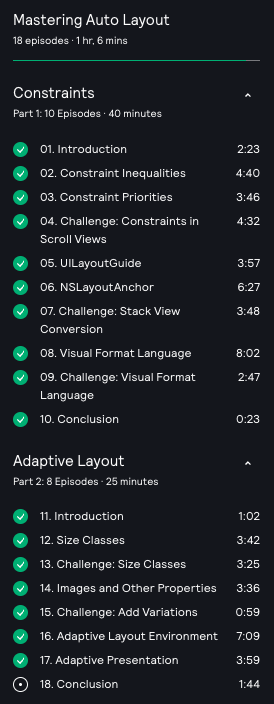 Mastering Auto Layout
18 episodes · 1 hr, 6 mins
Constraints
Part 1: 10 Episodes · 40 minutes
01. Introduction 2:23
02. Constraint Inequalities 4:40
03. Constraint Priorities 3:46
04. Challenge: Constraints in 4:32
Scroll Views
05. UILayoutGuide 3:57
06. NSLayoutAnchor 6:27
07. Challenge: Stack View 3:48
Conversion
08. Visual Format Language 8:02
09. Challenge: Visual Format 2:47
Language
10. Conclusion 0:23
Adaptive Layout
Part 2: 8 Episodes · 25 minutes
11. Introduction 1:02
12. Size Classes 3:42
13. Challenge: Size Classes 3:25
14. Images and Other Properties 3:36
15. Challenge: Add Variations 0:59
16. Adaptive Layout Environment 7:09
17. Adaptive Presentation 3:59
18. Conclusion 1:44